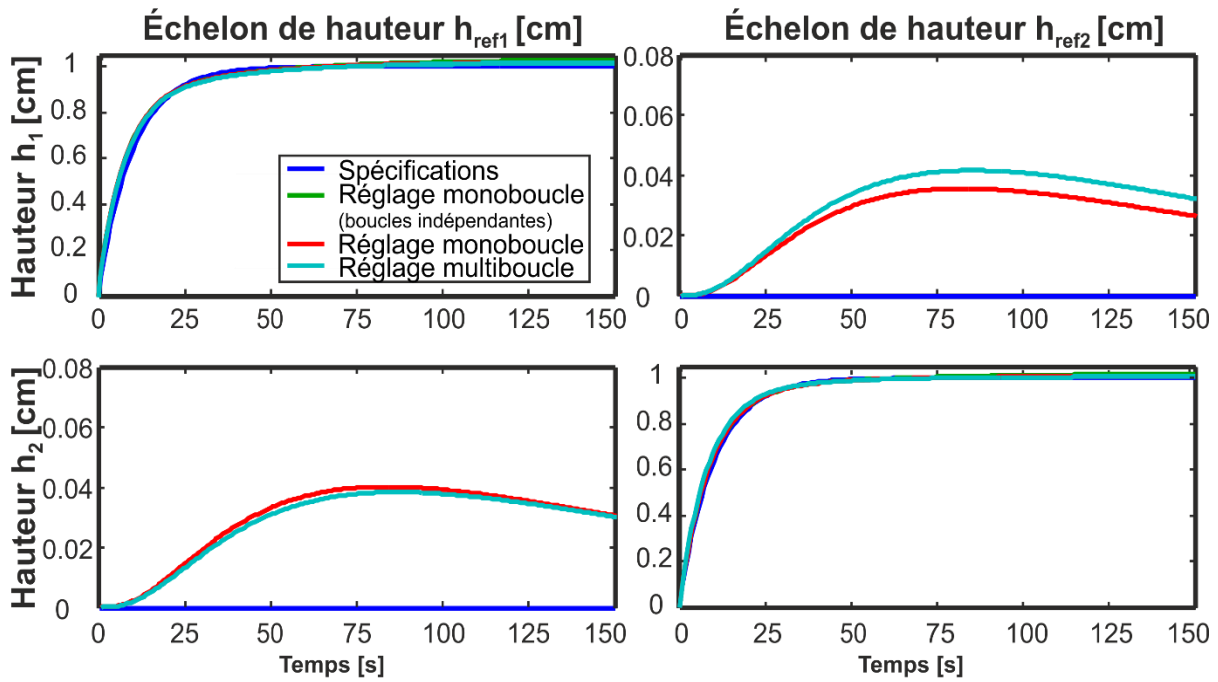 Échelon de hauteur h_ref1 [cm]
Échelon de hauteur h_ref2 [cm]
Hauteur h_1 [cm]
1
0.8
0.6
0.4
0.2
0
0 25 50 75 100 125 150
Spécifications
Réglage monoboucle
(boucles indépendantes)
Réglage monoboucle
Réglage multiboucle
0.08
0.06
0.04
0.02
0
0 25 50 75 100 125 150
Hauteur h_2 [cm]
0.08
0.06
0.04
0.02
0
0 25 50 75 100 125 150
Temps [s]
1
0.8
0.6
0.4
0.2
0
0 25 50 75 100 125 150
Temps [s]